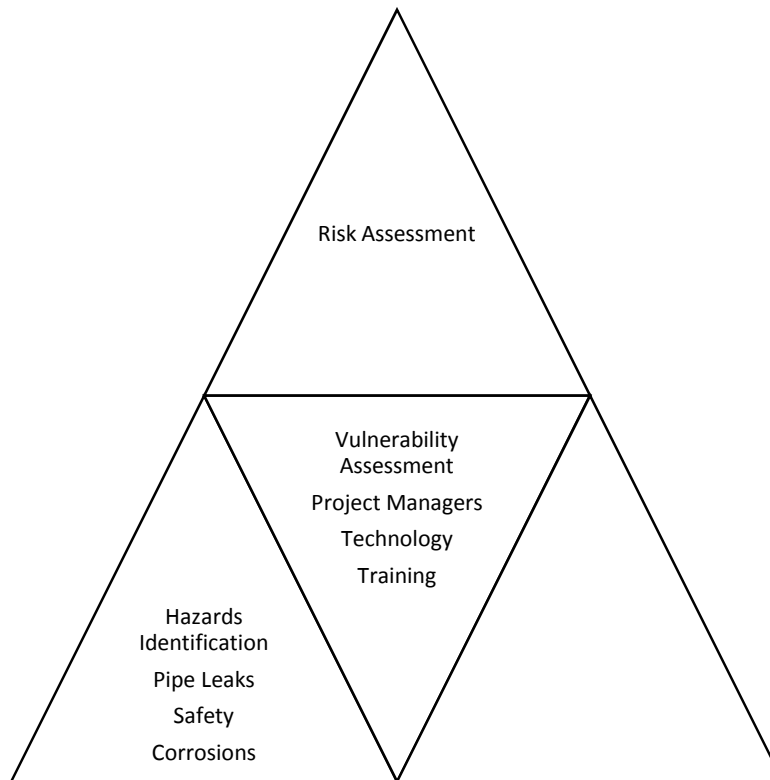 Risk Assessment
Vulnerability
Assessment
Project Managers
Technology
Training
Hazards
Identification
Pipe Leaks
Safety
Corrosions